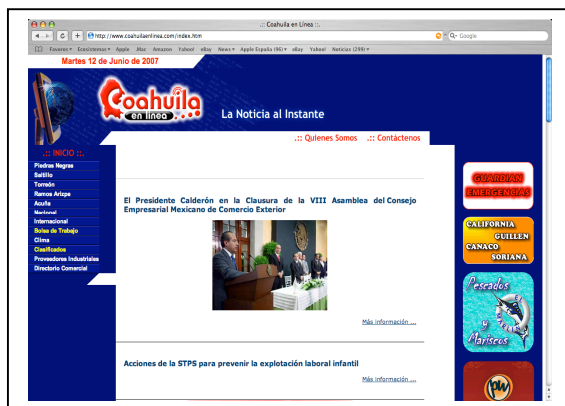 .:: Coahuila en Línea ::.
http://www.coahuilaenlinea.com/index.htm
Google
Favores Ecosistemus Apple .Mac Amazon Yahoo! eBay News Apple España (96) eBay Yahoo! Noticias (299)
Martes 12 de Junio de 2007
Coahuila
en línea
La Noticia al Instante
.:: Quienes Somos .:: Contáctenos
.:: INICIO ::.
Piedras Negras
Saltillo
Torreón
Ramos Arizpe
Acuña
Nacional
Internacional
Bolsa de Trabajo
Clima
Clasificados
Proveedores Industriales
Directorio Comercial
El Presidente Calderón en la Clausura de la VIII Asamblea del Consejo
Empresarial Mexicano de Comercio Exterior
Más información ...
Acciones de la STPS para prevenir la explotación laboral infantil
Más información ...
GUARDIAN
EMERGENCIAS
CALIFORNIA
GUILLEN
CANACO
SORIANA
Pescados
y
Mariscos
pw